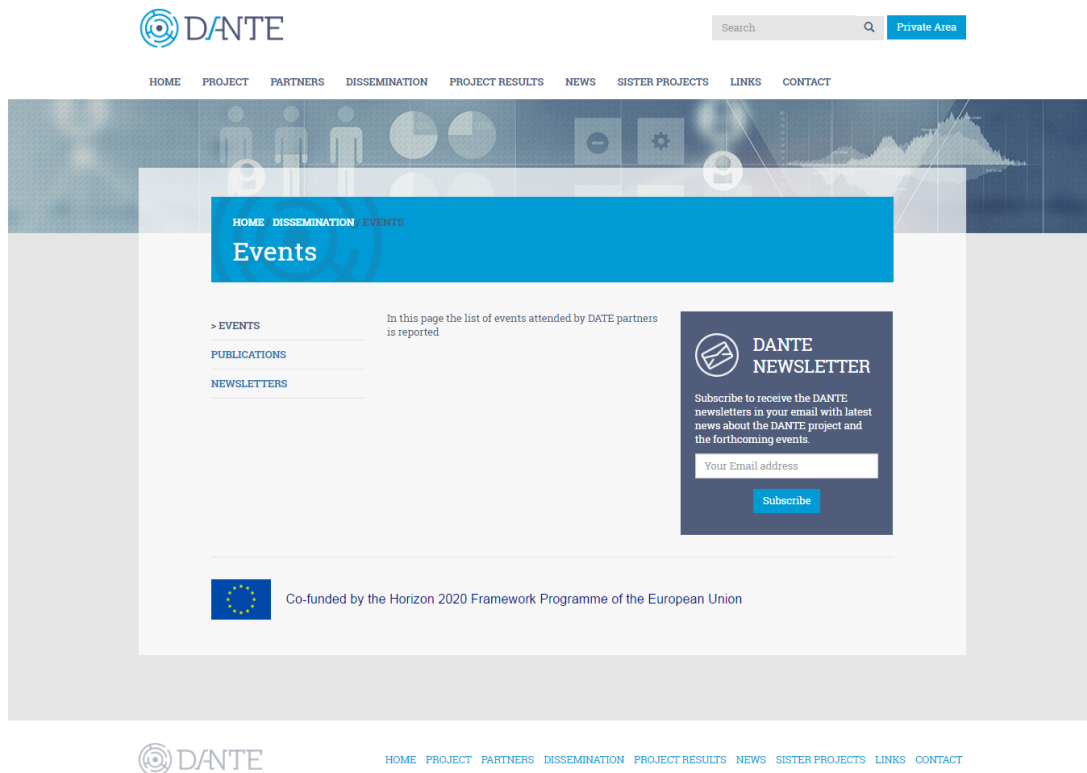 DANTE
Search
Private Area
HOME PROJECT PARTNERS DISSEMINATION PROJECT RESULTS NEWS SISTER PROJECTS LINKS CONTACT
HOME / DISSEMINATION / EVENTS
Events
> EVENTS
PUBLICATIONS
NEWSLETTERS
In this page the list of events attended by DATE partners
is reported
DANTE
NEWSLETTER
Subscribe to receive the DANTE
newsletters in your email with latest
news about the DANTE project and
the forthcoming events.
Your Email address
Subscribe
Co-funded by the Horizon 2020 Framework Programme of the European Union
DANTE
HOME PROJECT PARTNERS DISSEMINATION PROJECT RESULTS NEWS SISTER PROJECTS LINKS CONTACT